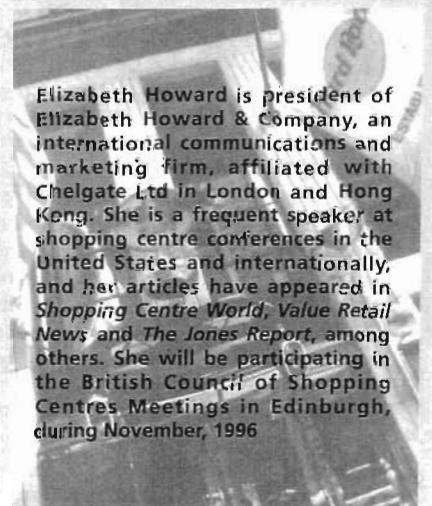 Elizabeth Howard is president of
Elizabeth Howard & Company, an
international communications and
marketing firm, affiliated with
Chelgate Ltd in London and Hong
Kong. She is a frequent speaker at
shopping centre conferences in the
United States and internationally,
and her articles have appeared in
Shopping Centre World, Value Retail
News and The Jones Report, among
others. She will be participating in
the British Council of Shopping
Centres Meetings in Edinburgh,
during November, 1996